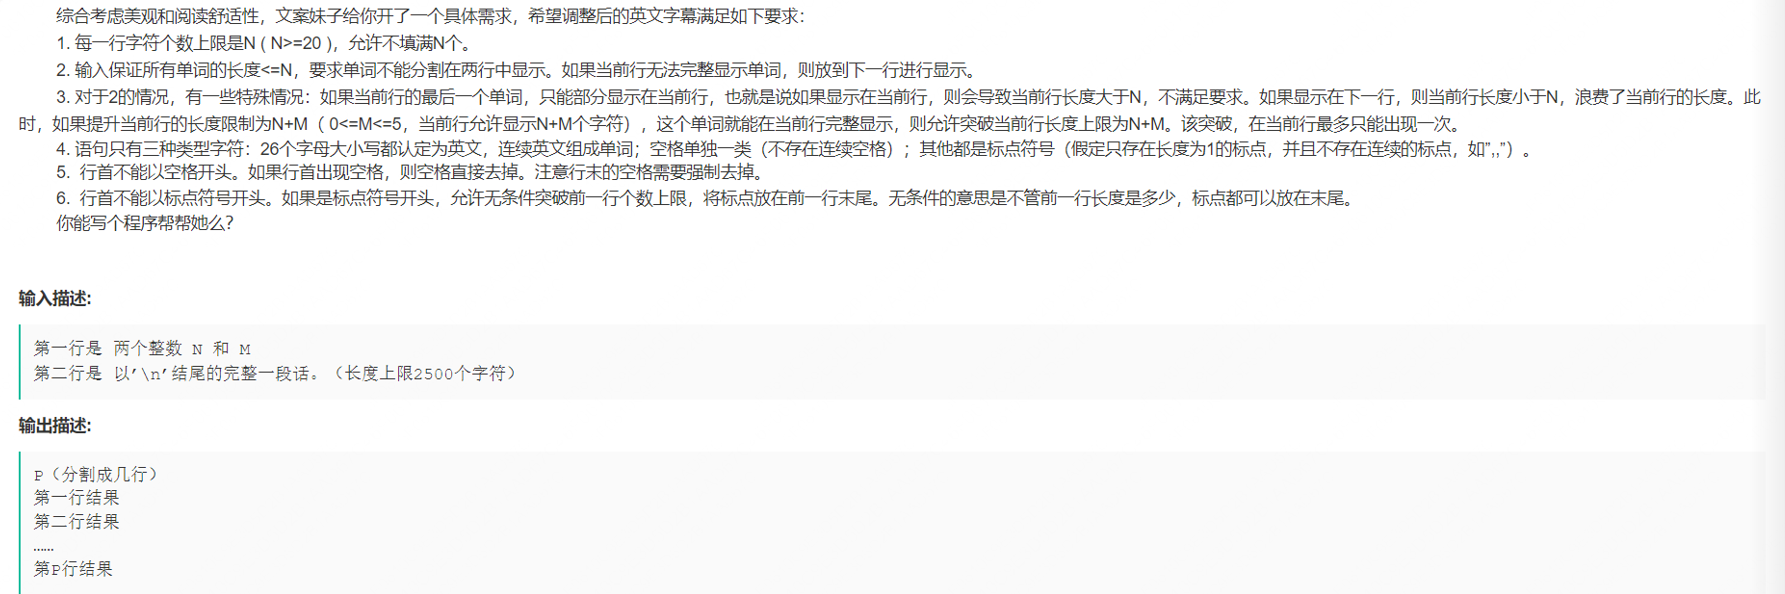 综合考虑美观和阅读舒适性，文案妹子给你开了一个具体需求，希望调整后的英文字幕满足如下要求：
1. 每一行字符个数上限是N ( N>=20 )，允许不填满N个。
2. 输入保证所有单词的长度<=N，要求单词不能分割在两行中显示。如果当前行无法完整显示单词，则放到下一行进行显示。
3. 对于2的情况，有一些特殊情况：如果当前行的最后一个单词，只能部分显示在当前行，也就是说如果显示在当前行，则会导致当前行长度大于N，不满足要求。如果显示在下一行，则当前行长度小于N，浪费了当前行的长度。此
时，如果提升当前行的长度限制为N+M（ 0<=M<=5，当前行允许显示N+M个字符），这个单词就能在当前行完整显示，则允许突破当前行长度上限为N+M。该突破，在当前行最多只能出现一次。
4. 语句只有三种类型字符：26个字母大小写都认定为英文，连续英文组成单词；空格单独一类（不存在连续空格）；其他都是标点符号（假定只存在长度为1的标点，并且不存在连续的标点，如”,,”）。
5.  行首不能以空格开头。如果行首出现空格，则空格直接去掉。注意行末的空格需要强制去掉。
6.  行首不能以标点符号开头。如果是标点符号开头，允许无条件突破前一行个数上限，将标点放在前一行末尾。无条件的意思是不管前一行长度是多少，标点都可以放在末尾。
你能写个程序帮帮她么？
输入描述:
第一行是 两个整数 N 和 M
第二行是 以’\n’结尾的完整一段话。（长度上限2500个字符）
输出描述:
P（分割成几行）
第一行结果
第二行结果
……
第P行结果